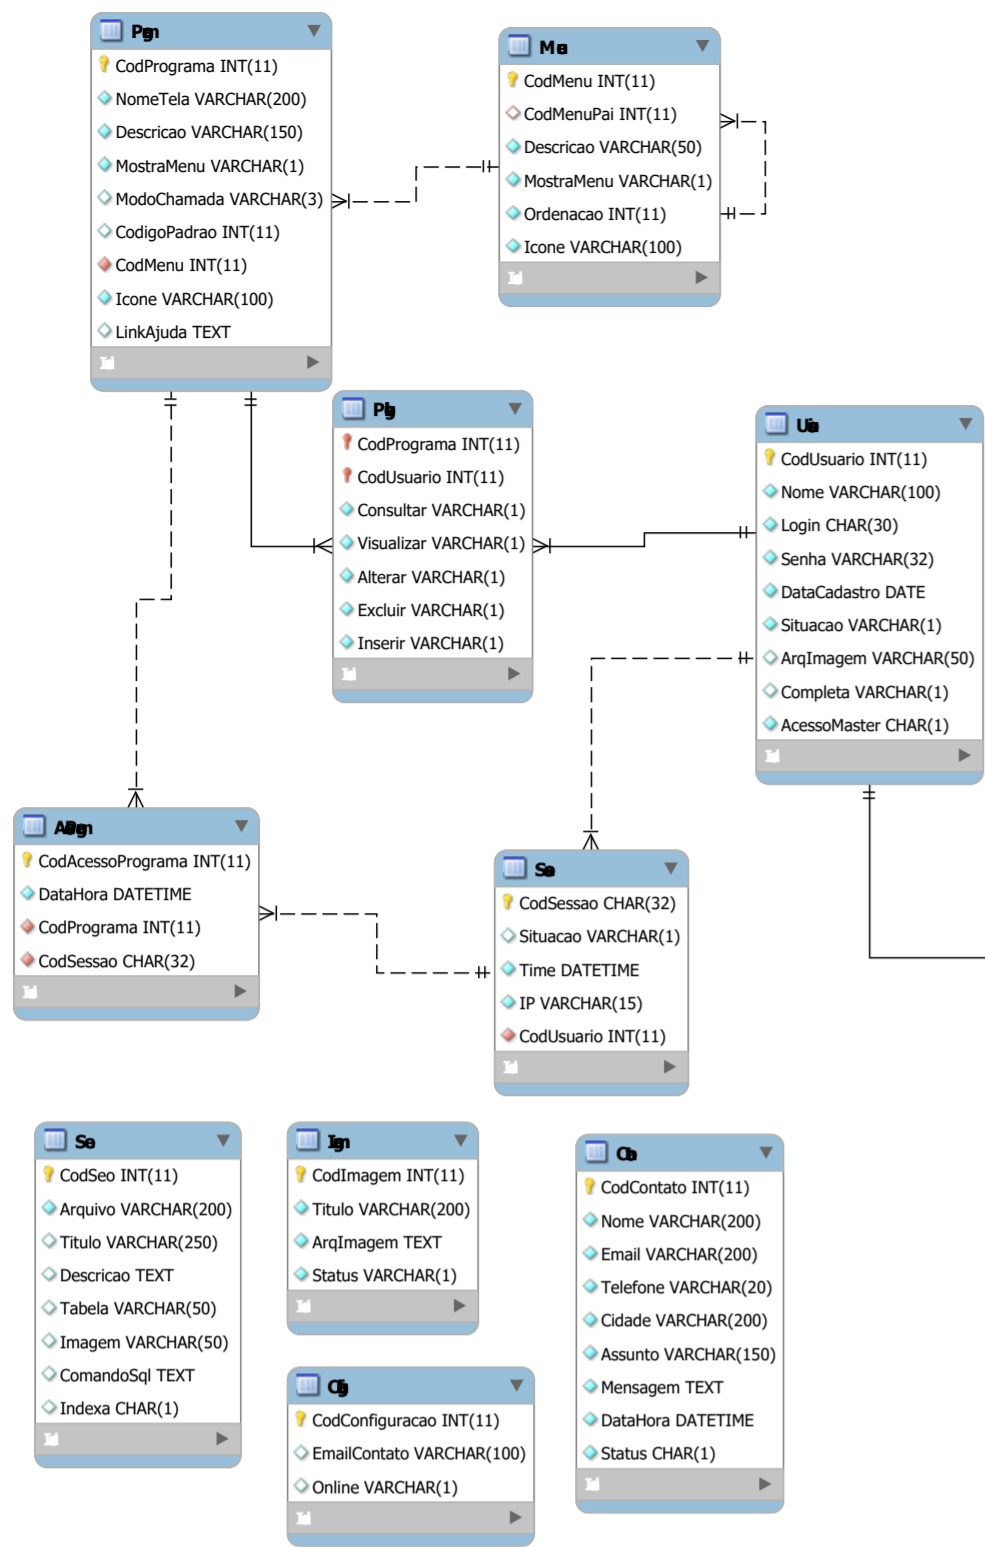 CodPrograma INT(11)
NomeTela VARCHAR(200)
Descricao VARCHAR(150)
MostraMenu VARCHAR(1)
ModoChamada VARCHAR(3)
CodigoPadrao INT(11)
CodMenu INT(11)
Icone VARCHAR(100)
LinkAjuda TEXT
CodMenu INT(11)
CodMenuPai INT(11)
Descricao VARCHAR(50)
MostraMenu VARCHAR(1)
Ordenacao INT(11)
Icone VARCHAR(100)
CodPrograma INT(11)
CodUsuario INT(11)
Consultar VARCHAR(1)
Visualizar VARCHAR(1)
Alterar VARCHAR(1)
Excluir VARCHAR(1)
Inserir VARCHAR(1)
CodUsuario INT(11)
Nome VARCHAR(100)
Login CHAR(30)
Senha VARCHAR(32)
DataCadastro DATE
Situacao VARCHAR(1)
ArqImagem VARCHAR(50)
Completa VARCHAR(1)
AcessoMaster CHAR(1)
CodAcessoPrograma INT(11)
DataHora DATETIME
CodPrograma INT(11)
CodSessao CHAR(32)
CodSessao CHAR(32)
Situacao VARCHAR(1)
Time DATETIME
IP VARCHAR(15)
CodUsuario INT(11)
Seo
CodSeo INT(11)
Arquivo VARCHAR(200)
Titulo VARCHAR(250)
Descricao TEXT
Tabela VARCHAR(50)
Imagem VARCHAR(50)
ComandoSql TEXT
Indexa CHAR(1)
CodImagem INT(11)
Titulo VARCHAR(200)
ArqImagem TEXT
Status VARCHAR(1)
CodConfiguracao INT(11)
EmailContato VARCHAR(100)
Online VARCHAR(1)
CodContato INT(11)
Nome VARCHAR(200)
Email VARCHAR(200)
Telefone VARCHAR(20)
Cidade VARCHAR(200)
Assunto VARCHAR(150)
Mensagem TEXT
DataHora DATETIME
Status CHAR(1)